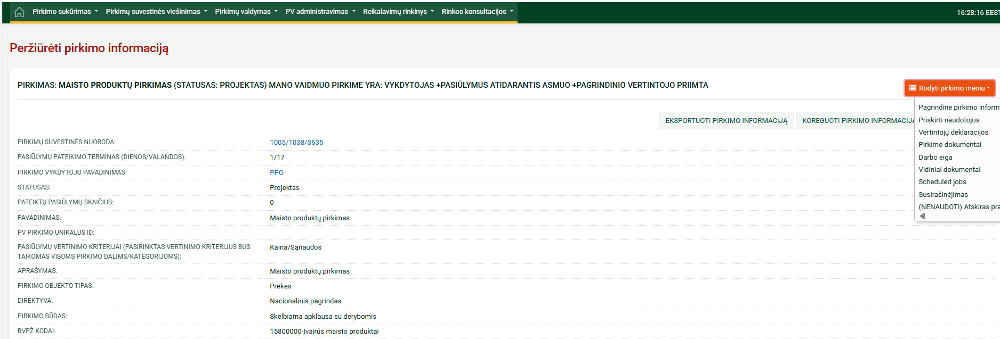 Pirkimo sukūrimas Pirkimų suvestinės viešinimas Pirkimų valdymas PV administravimas Reikalavimų rinkinys Rinkos konsultacijos 16:28:16 EEST
Peržiūrėti pirkimo informaciją
PIRKIMAS: MAISTO PRODUKTŲ PIRKIMAS (STATUSAS: PROJEKTAS) MANO VAIDMUO PIRKIME YRA: VYKDYTOJAS +PASIŪLYMUS ATIDARANTIS ASMUO +PAGRINDINIO VERTINTOJO PRIIMTA
Rodyti pirkimo meniu
Pagrindinė pirkimo inform
Priskirti naudotojus
Vertintojų deklaracijos
Pirkimo dokumentai
Darbo eiga
Vidiniai dokumentai
Scheduled jobs
Susirašinėjimas
(NENAUDOTI) Atskiras pra
EKSPORTUOTI PIRKIMO INFORMACIJĄ KOREGUOTI PIRKIMO INFORMACIJĄ
PIRKIMŲ SUVESTINĖS NUORODA: 1005/1038/3635
PASIŪLYMŲ PATEIKIMO TERMINAS (DIENOS/VALANDOS): 1/17
PIRKIMO VYKDYTOJO PAVADINIMAS: PPO
STATUSAS: Projektas
PATEIKTŲ PASIŪLYMŲ SKAIČIUS: 0
PAVADINIMAS: Maisto produktų pirkimas
PV PIRKIMO UNIKALUS ID:
PASIŪLYMŲ VERTINIMO KRITERIJAI (PASIRINKTAS VERTINIMO KRITERIJUS BUS Kaina/Sąnaudos
TAIKOMAS VISOMS PIRKIMO DALIMS/KATEGORIJOMS):
APRAŠYMAS: Maisto produktų pirkimas
PIRKIMO OBJEKTO TIPAS: Prekės
DIREKTYVA: Nacionalinis pagrindas
PIRKIMO BŪDAS: Skelbiama apklausa su derybomis
BVPŽ KODAI: 15800000-Įvairūs maisto produktai